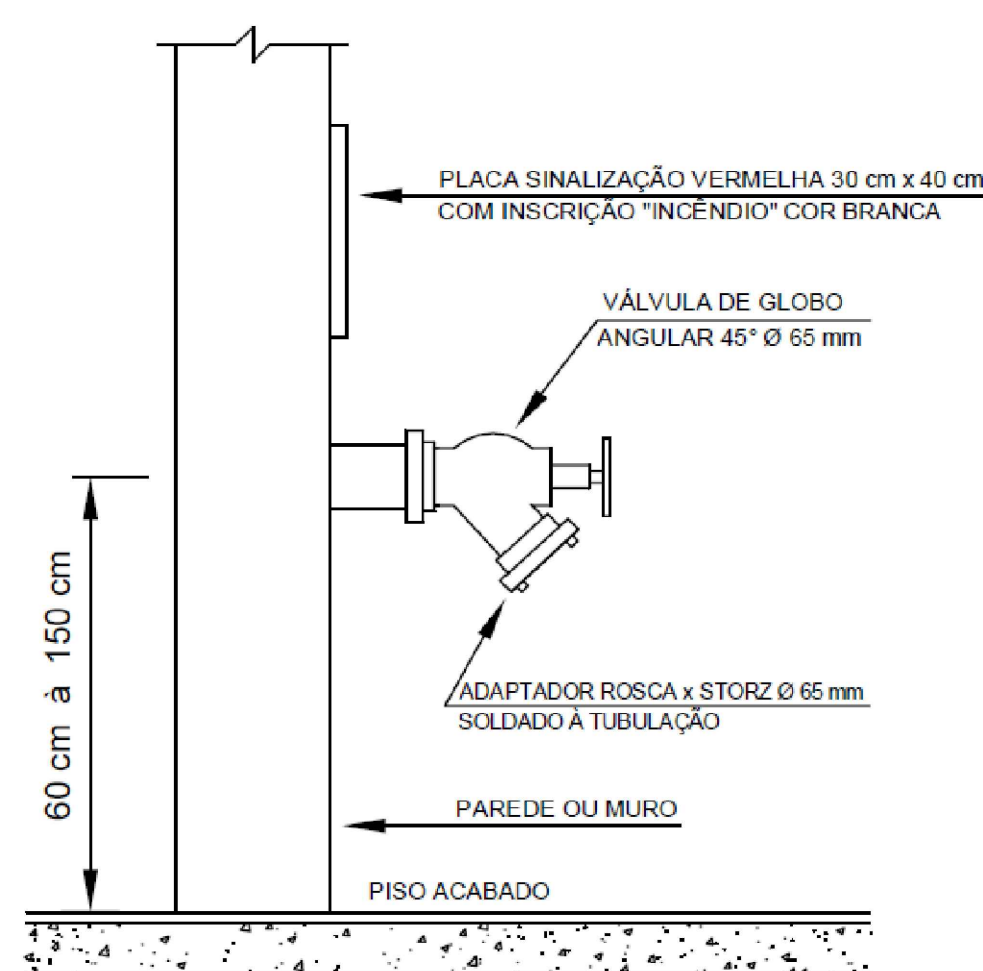 PLACA SINALIZAÇÃO VERMELHA 30 cm x 40 cm
COM INSCRIÇÃO "INCÊNDIO" COR BRANCA
VÁLVULA DE GLOBO
ANGULAR 45° Ø 65 mm
60 cm à 150 cm
ADAPTADOR ROSCA x STORZ Ø 65 mm
SOLDADO À TUBULAÇÃO
PAREDE OU MURO
PISO ACABADO